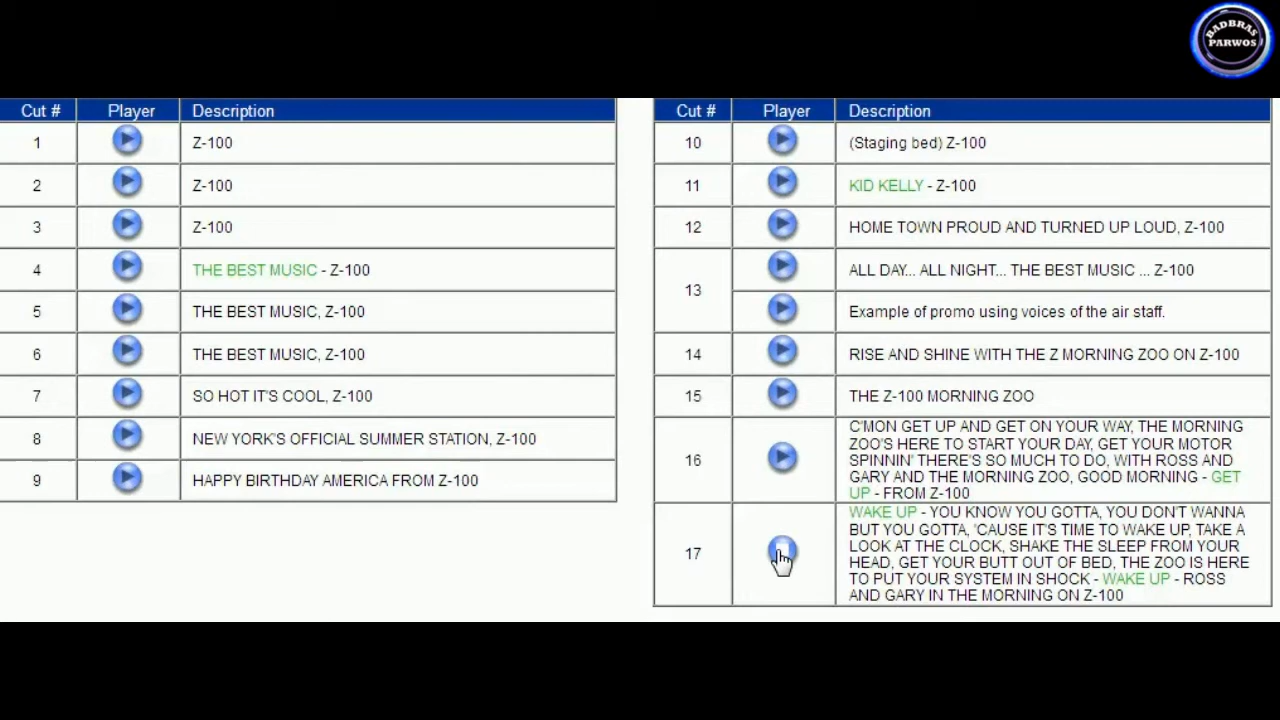 BADBRAS
PARWOS
Cut # Player Description
1 Z-100
2 Z-100
3 Z-100
4 THE BEST MUSIC - Z-100
5 THE BEST MUSIC, Z-100
6 THE BEST MUSIC, Z-100
7 SO HOT IT'S COOL, Z-100
8 NEW YORK'S OFFICIAL SUMMER STATION, Z-100
9 HAPPY BIRTHDAY AMERICA FROM Z-100
Cut # Player Description
10 (Staging bed) Z-100
11 KID KELLY - Z-100
12 HOME TOWN PROUD AND TURNED UP LOUD, Z-100
13 ALL DAY... ALL NIGHT... THE BEST MUSIC ... Z-100
Example of promo using voices of the air staff.
14 RISE AND SHINE WITH THE Z MORNING ZOO ON Z-100
15 THE Z-100 MORNING ZOO
16 C'MON GET UP AND GET ON YOUR WAY, THE MORNING
ZOO'S HERE TO START YOUR DAY, GET YOUR MOTOR
SPINNIN' THERE'S SO MUCH TO DO, WITH ROSS AND
GARY AND THE MORNING ZOO, GOOD MORNING - GET
UP - FROM Z-100
17 WAKE UP - YOU KNOW YOU GOTTA, YOU DON'T WANNA
BUT YOU GOTTA, 'CAUSE IT'S TIME TO WAKE UP, TAKE A
LOOK AT THE CLOCK, SHAKE THE SLEEP FROM YOUR
HEAD, GET YOUR BUTT OUT OF BED, THE ZOO IS HERE
TO PUT YOUR SYSTEM IN SHOCK - WAKE UP - ROSS
AND GARY IN THE MORNING ON Z-100